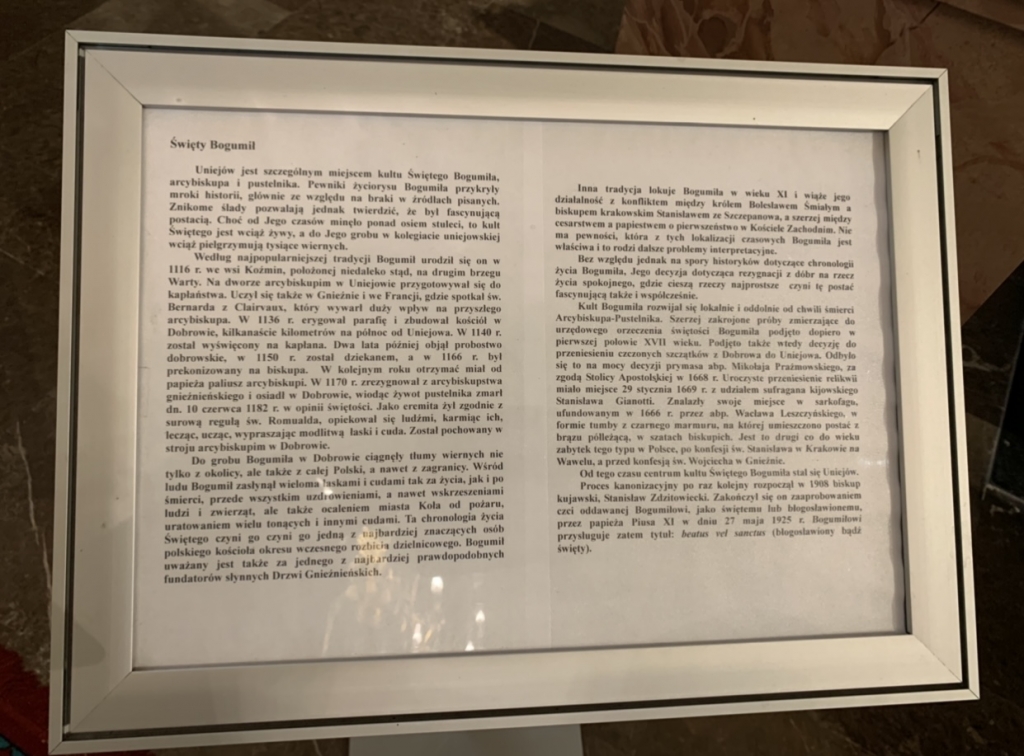 Święty Bogumił
Uniejów jest szczególnym miejscem kultu Świętego Bogumiła,
arcybiskupa i pustelnika. Pewniki życiorysu Bogumiła przykryły
mroki historii, głównie ze względu na braki w źródłach pisanych.
Znikome ślady pozwalają jednak twierdzić, że był fascynującą
postacią. Choć od Jego czasów minęło ponad osiem stuleci, to kult
Świętego jest wciąż żywy, a do Jego grobu w kolegiacie uniejowskiej
wciąż pielgrzymują tysiące wiernych.
Według najpopularniejszej tradycji Bogumił urodził się on w
1116 r. we wsi Koźmin, położonej niedaleko stąd, na drugim brzegu
Warty. Na dworze arcybiskupim w Uniejowie przygotowywał się do
kapłaństwa. Uczył się także w Gnieźnie i we Francji, gdzie spotkał św.
Bernarda z Clairvaux, który wywarł duży wpływ na przyszłego
arcybiskupa. W 1136 r. erygował parafię i zbudował kościół w
Dobrowie, kilkanaście kilometrów na północ od Uniejowa. W 1140 r.
został wyświęcony na kapłana. Dwa lata później objął probostwo
dobrowskie, w 1150 r. został dziekanem, a w 1166 r. był
prekonizowany na biskupa. W kolejnym roku otrzymać miał od
papieża paliusz arcybiskupi. W 1170 r. zrezygnował z arcybiskupstwa
gnieźnieńskiego i osiadł w Dobrowie, wiodąc żywot pustelnika zmarł
dn. 10 czerwca 1182 r. w opinii świętości. Jako eremita żył zgodnie z
surową regułą św. Romualda, opiekował się ludźmi, karmiąc ich,
lecząc, ucząc, wypraszając modlitwą łaski i cuda. Został pochowany w
stroju arcybiskupim w Dobrowie.
Do grobu Bogumiła w Dobrowie ciągnęły tłumy wiernych nie
tylko z okolicy, ale także z całej Polski, a nawet z zagranicy. Wśród
ludu Bogumił zasłynął wieloma łaskami i cudami tak za życia, jak i po
śmierci, przede wszystkim uzdrowieniami, a nawet wskrzeszeniami
ludzi i zwierząt, ale także ocaleniem miasta Koła od pożaru,
uratowaniem wielu tonących i innymi cudami. Ta chronologia życia
Świętego czyni go czyni go jedną z najbardziej znaczących osób
polskiego kościoła okresu wczesnego rozbicia dzielnicowego. Bogumił
uważany jest także za jednego z najbardziej prawdopodobnych
fundatorów słynnych Drzwi Gnieźnieńskich.
Inna tradycja lokuje Bogumiła w wieku XI i wiąże jego
działalność z konfliktem między królem Bolesławem Śmiałym a
biskupem krakowskim Stanisławem ze Szczepanowa, a szerzej między
cesarstwem a papiestwem o pierwszeństwo w Kościele Zachodnim. Nie
ma pewności, która z tych lokalizacji czasowych Bogumiła jest
właściwa i to rodzi dalsze problemy interpretacyjne.
Bez względu jednak na spory historyków dotyczące chronologii
życia Bogumiła, Jego decyzja dotycząca rezygnacji z dóbr na rzecz
życia spokojnego, gdzie cieszą rzeczy najprostsze czyni tę postać
fascynującą także i współcześnie.
Kult Bogumiła rozwijał się lokalnie i oddolnie od chwili śmierci
Arcybiskupa-Pustelnika. Szerzej zakrojone próby zmierzające do
urzędowego orzeczenia świętości Bogumiła podjęto dopiero w
pierwszej połowie XVII wieku. Podjęto także wtedy decyzję do
przeniesieniu czczonych szczątków z Dobrowa do Uniejowa. Odbyło
się to na mocy decyzji prymasa abp. Mikołaja Prażmowskiego, za
zgodą Stolicy Apostolskiej w 1668 r. Uroczyste przeniesienie relikwii
miało miejsce 29 stycznia 1669 r. z udziałem sufragana kijowskiego
Stanisława Gianotti. Znalazły swoje miejsce w sarkofagu,
ufundowanym w 1666 r. przez abp. Wacława Leszczyńskiego, w
formie tumby z czarnego marmuru, na której umieszczono postać z
brązu półleżącą, w szatach biskupich. Jest to drugi co do wieku
zabytek tego typu w Polsce, po konfesji św. Stanisława w Krakowie na
Wawelu, a przed konfesją św. Wojciecha w Gnieźnie.
Od tego czasu centrum kultu Świętego Bogumiła stał się Uniejów.
Proces kanonizacyjny po raz kolejny rozpoczął w 1908 biskup
kujawski, Stanisław Zdzitowiecki. Zakończył się on zaaprobowaniem
czci oddawanej Bogumiłowi, jako świętemu lub błogosławionemu,
przez papieża Piusa XI w dniu 27 maja 1925 r. Bogumiłowi
przysługuje zatem tytuł: beatus vel sanctus (błogosławiony bądź
święty).